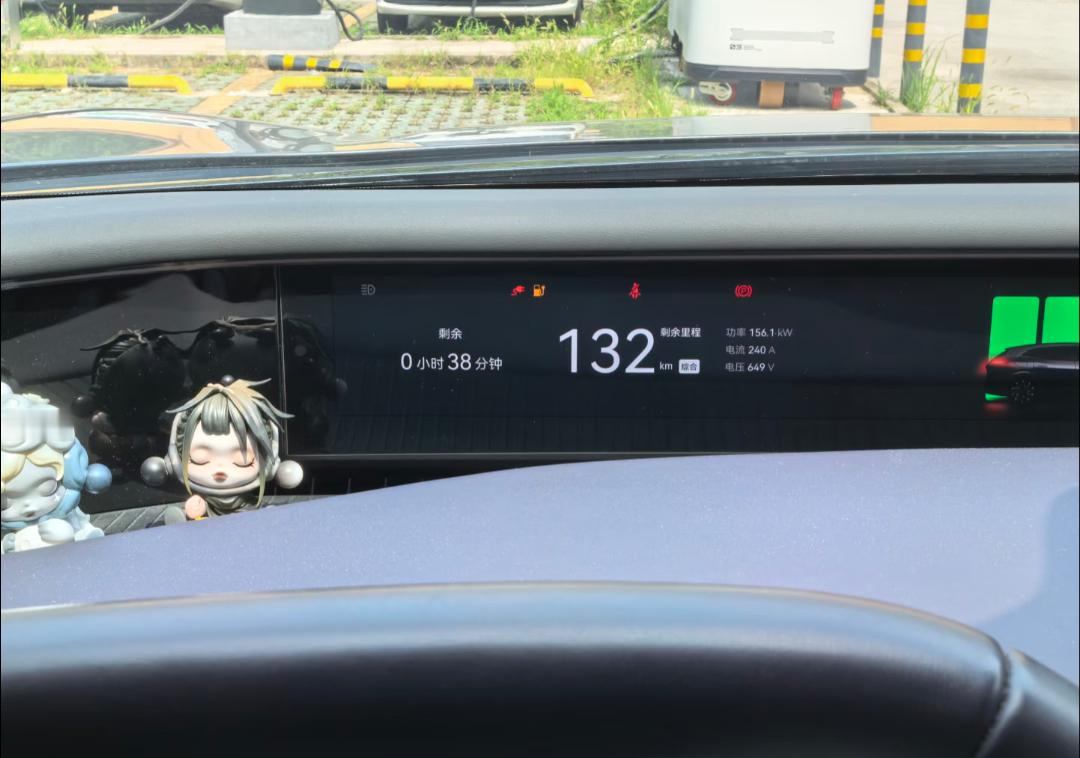 剩余
0 小时 38 分钟
132
剩余里程
km 综合
功率 156.1 kW
电流 240 A
电压 649 V